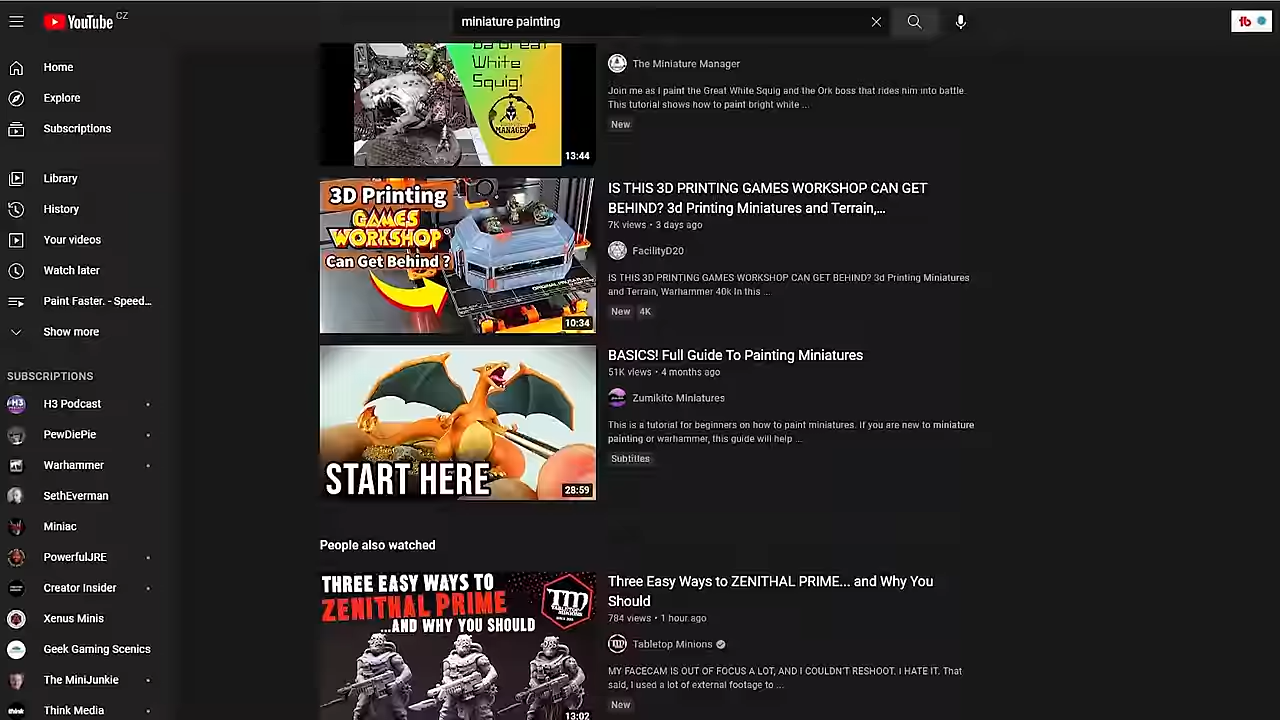 YouTube CZ
miniature painting
Home
Explore
Subscriptions
Library
History
Your videos
Watch later
Paint Faster. - Speed...
Show more
SUBSCRIPTIONS
H3 Podcast
PewDiePie
Warhammer
SethEverman
Miniac
PowerfulJRE
Creator Insider
Xenus Minis
Geek Gaming Scenics
The MiniJunkie
Think Media
Da Great
White
Squig!
MANAGER
13:44
The Miniature Manager
Join me as I paint the Great White Squig and the Ork boss that rides him into battle.
This tutorial shows how to paint bright white ...
New
3D Printing
GAMES
WORKSHOP
Can Get Behind ?
10:34
IS THIS 3D PRINTING GAMES WORKSHOP CAN GET
BEHIND? 3d Printing Miniatures and Terrain,...
7K views • 3 days ago
FacilityD20
IS THIS 3D PRINTING GAMES WORKSHOP CAN GET BEHIND? 3d Printing Miniatures
and Terrain, Warhammer 40k In this ...
New 4K
START HERE
28:59
BASICS! Full Guide To Painting Miniatures
51K views • 4 months ago
Zumikito Miniatures
This is a tutorial for beginners on how to paint miniatures. If you are new to miniature
painting or warhammer, this guide will help ...
Subtitles
People also watched
THREE EASY WAYS TO
ZENITHAL PRIME
...AND WHY YOU SHOULD
TM
TABLETOP
MINIONS
13:02
Three Easy Ways to ZENITHAL PRIME... and Why You
Should
784 views • 1 hour ago
Tabletop Minions
MY FACECAM IS OUT OF FOCUS A LOT, AND I COULDN'T RESHOOT. I HATE IT. That
said, I used a lot of external footage to ...
New